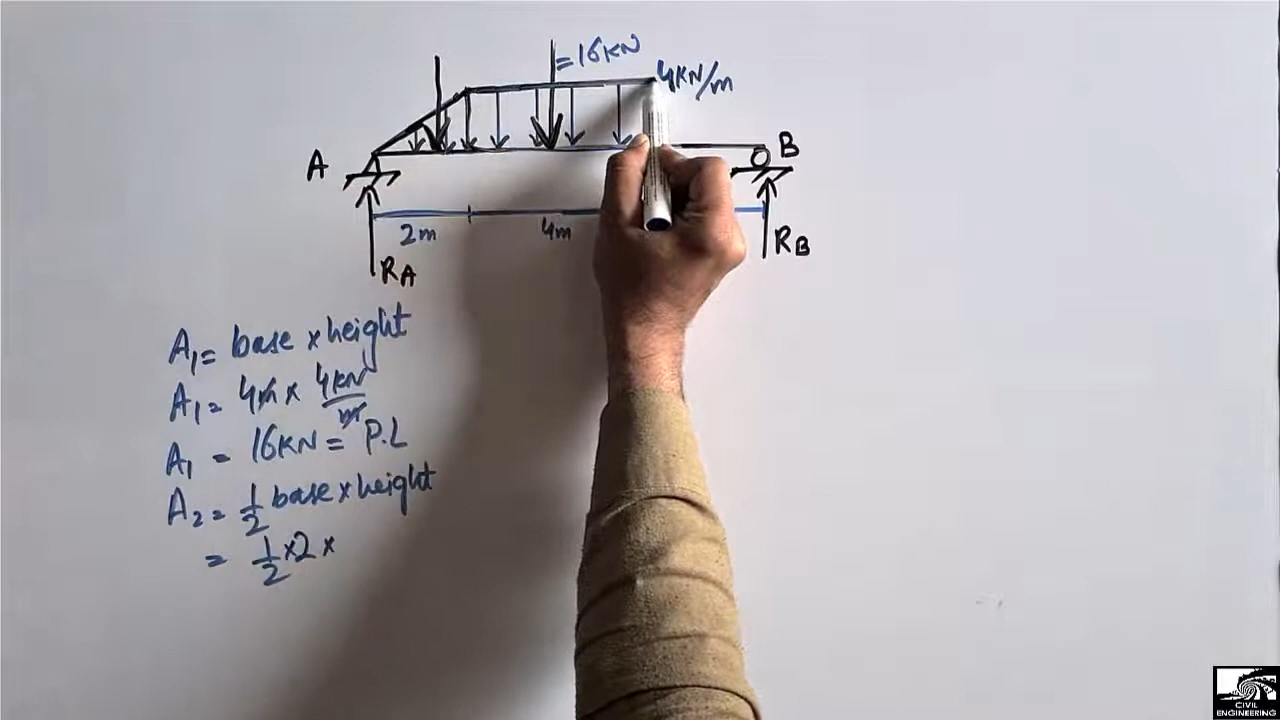 =16KN
4KN/m
A
B
2m
4m
RA
RB
A1= base × height
A1= 4m × 4KN/m
A1 = 16KN = P.L
A2 = 1/2 base × height
= 1/2 ×2 ×
CIVIL
ENGINEERING